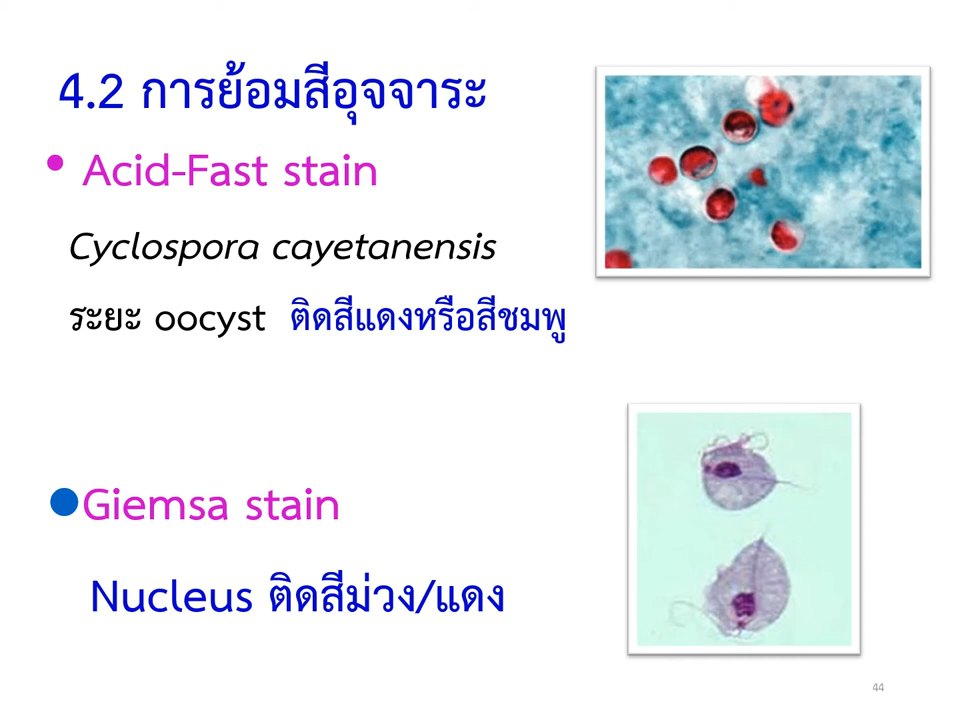 4.2 การย้อมสีอุจจาระ
• Acid-Fast stain
Cyclospora cayetanensis
ระยะ oocyst ติดสีแดงหรือสีชมพู
●Giemsa stain
Nucleus ติดสีม่วง/แดง
44